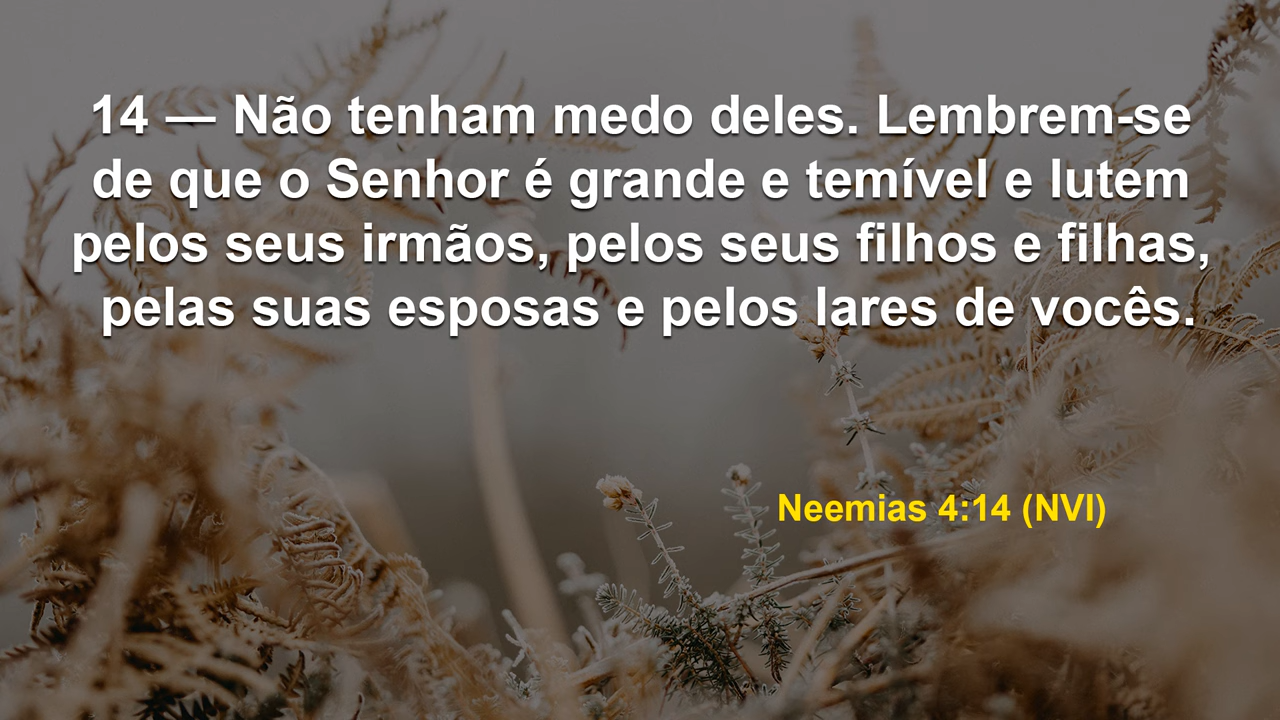 14 — Não tenham medo deles. Lembrem-se
de que o Senhor é grande e temível e lutem
pelos seus irmãos, pelos seus filhos e filhas,
pelas suas esposas e pelos lares de vocês.
Neemias 4:14 (NVI)